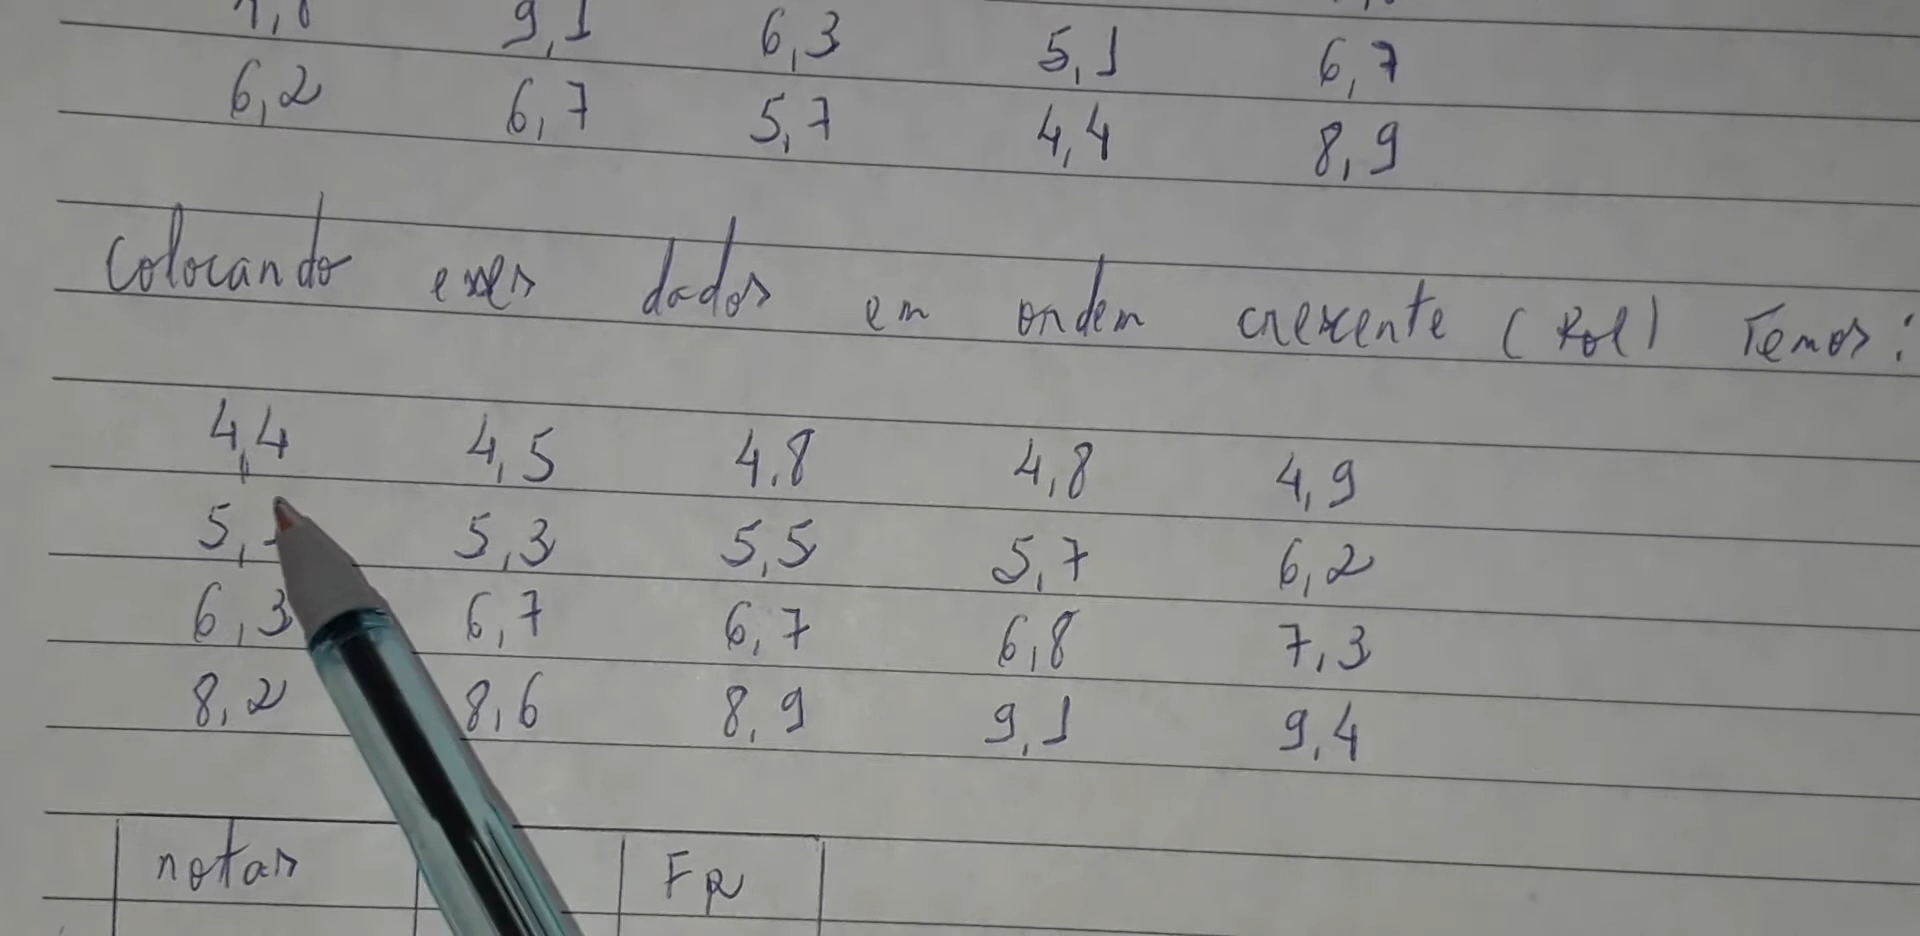 9,1 6,3 5,1 6,7
6,2 6,7 5,7 4,4 8,9
Colocando esses dados em ordem crescente (Rol) Temos:
4,4 4,5 4,8 4,8 4,9
5, 5,3 5,5 5,7 6,2
6,3 6,7 6,7 6,8 7,3
8,2 8,6 8,9 9,1 9,4
notas FR